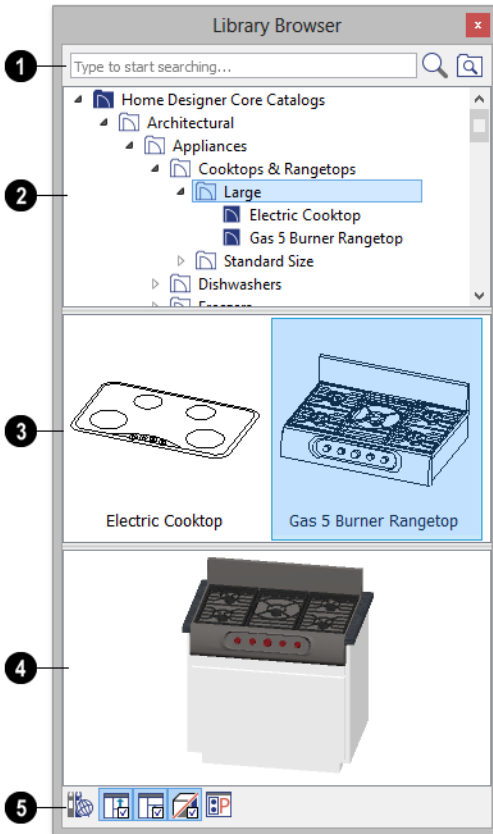 Library Browser
x
1
Type to start searching...
Home Designer Core Catalogs
Architectural
Appliances
2
Cooktops & Rangetops
Large
Electric Cooktop
Gas 5 Burner Rangetop
Standard Size
Dishwashers
Freezers
3
Electric Cooktop
Gas 5 Burner Rangetop
4
5
P